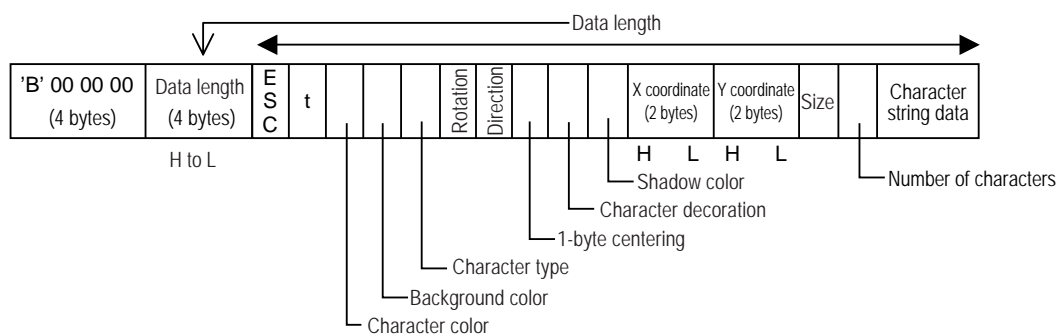 Data length
'B' 00 00 00
(4 bytes)
Data length
(4 bytes)
E
S
C
t
Rotation
Direction
X coordinate
(2 bytes)
Y coordinate
(2 bytes)
Size
Character
string data
H to L
H L H L
Number of characters
Shadow color
Character decoration
1-byte centering
Character type
Background color
Character color